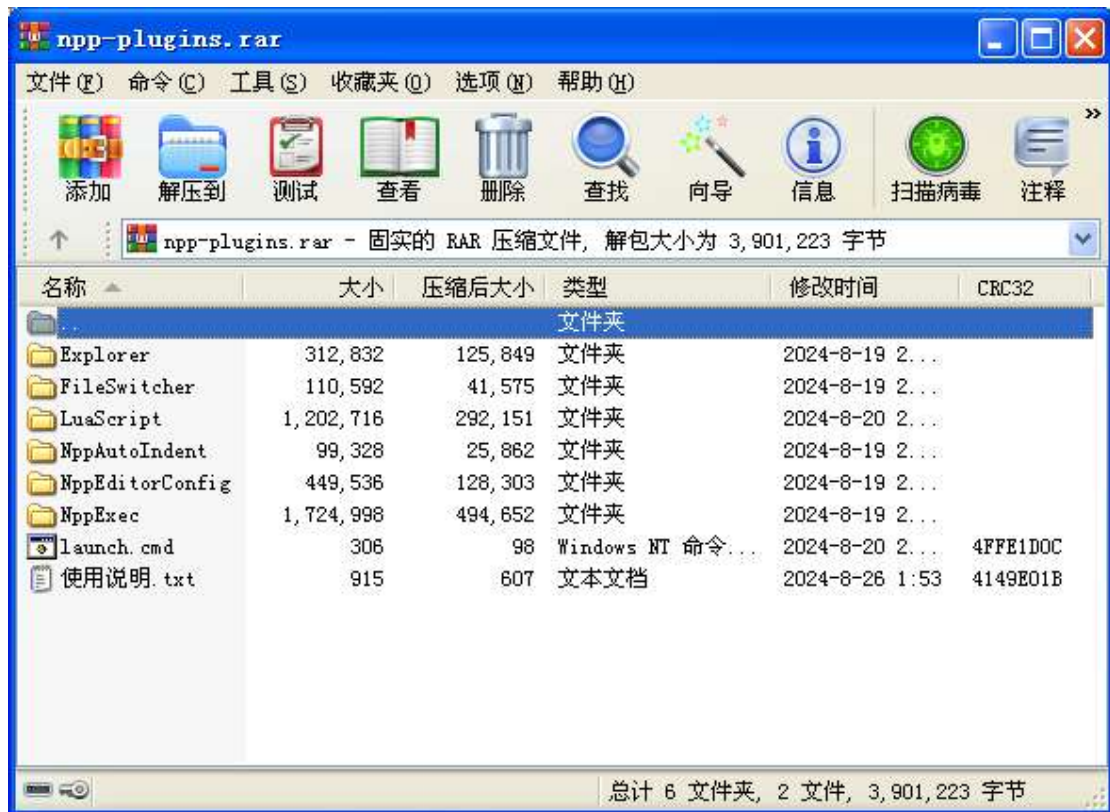 npp-plugins.rar
文件(F) 命令(C) 工具(S) 收藏夹(O) 选项(N) 帮助(H)
添加 解压到 测试 查看 删除 查找 向导 信息 扫描病毒 注释 »
npp-plugins.rar - 固实的 RAR 压缩文件, 解包大小为 3,901,223 字节
名称 大小 压缩后大小 类型 修改时间 CRC32
.. 文件夹
Explorer 312,832 125,849 文件夹 2024-8-19 2...
FileSwitcher 110,592 41,575 文件夹 2024-8-19 2...
LuaScript 1,202,716 292,151 文件夹 2024-8-20 2...
NppAutoIndent 99,328 25,862 文件夹 2024-8-19 2...
NppEditorConfig 449,536 128,303 文件夹 2024-8-19 2...
NppExec 1,724,998 494,652 文件夹 2024-8-19 2...
launch.cmd 306 98 Windows NT 命令... 2024-8-20 2... 4FFE1D0C
使用说明.txt 915 607 文本文档 2024-8-26 1:53 4149E01B
总计 6 文件夹, 2 文件, 3,901,223 字节